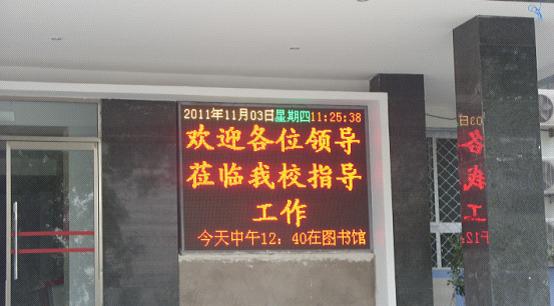 2011年11月03日星期四11:25:38
欢迎各位领导
莅临我校指导
工作
今天中午12：40在图书馆